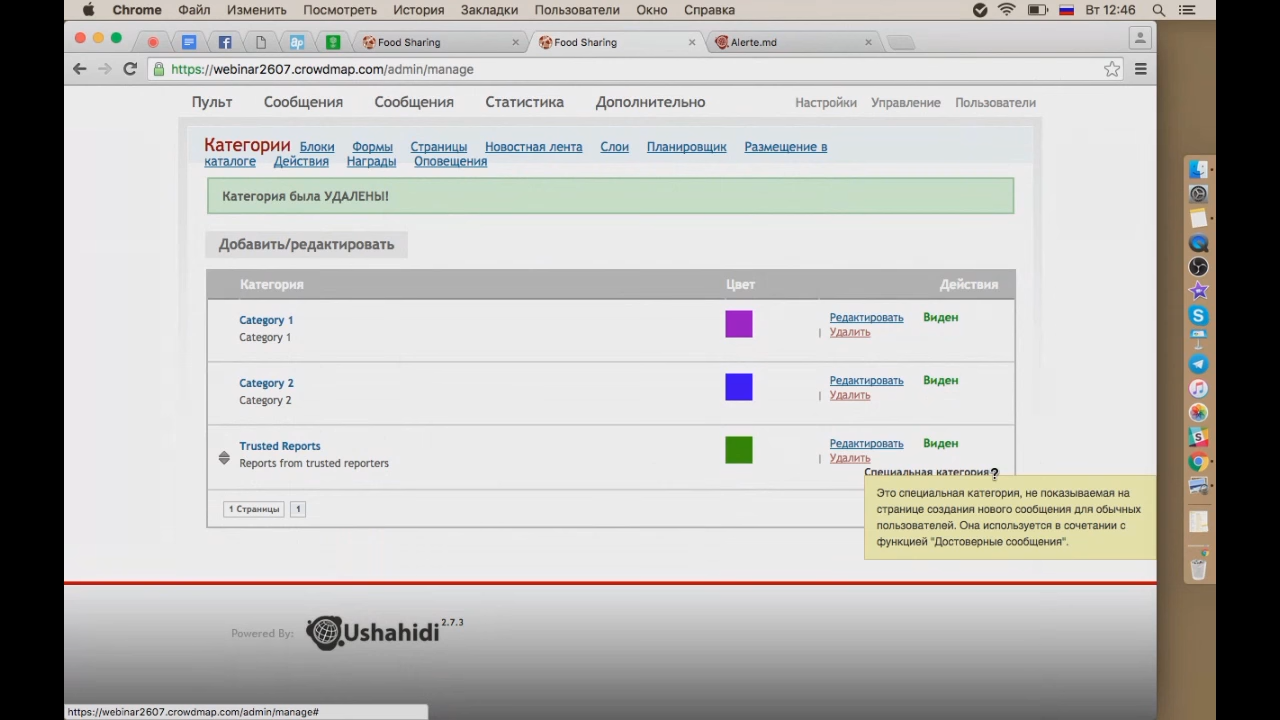 Chrome Файл Изменить Посмотреть История Закладки Пользователи Окно Справка Вт 12:46
Food Sharing Food Sharing Alerte.md
https://webinar2607.crowdmap.com/admin/manage
Пульт Сообщения Сообщения Статистика Дополнительно Настройки Управление Пользователи
Категории Блоки Формы Страницы Новостная лента Слои Планировщик Размещение в
каталоге Действия Награды Оповещения
Категория была УДАЛЕНЫ!
Добавить/редактировать
Категория Цвет Действия
Category 1 Редактировать Виден
Category 1 | Удалить
Category 2 Редактировать Виден
Category 2 | Удалить
Trusted Reports Редактировать Виден
Reports from trusted reporters | Удалить
Специальная категория?
Это специальная категория, не показываемая на
странице создания нового сообщения для обычных
пользователей. Она используется в сочетании с
функцией "Достоверные сообщения".
1 Страницы 1
Powered By: Ushahidi 2.7.3
https://webinar2607.crowdmap.com/admin/manage#